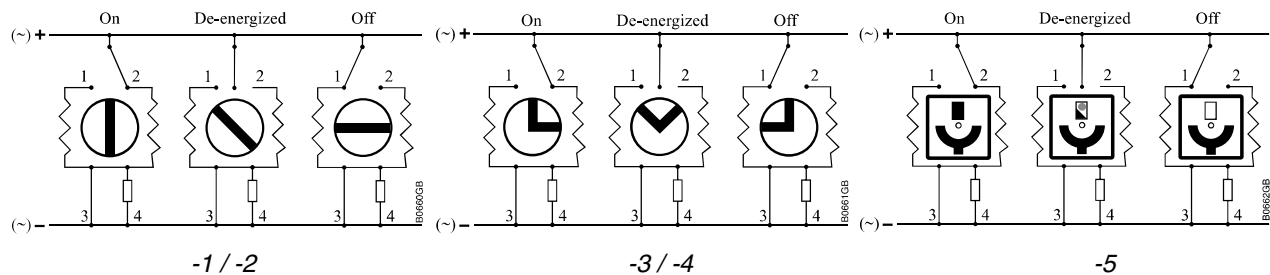 On De-energized Off
(~) +
1 2 1 2 1 2
3 4 3 4 3 4
B0660GB
(~) –
-1 / -2
On De-energized Off
(~) +
1 2 1 2 1 2
3 4 3 4 3 4
B0661GB
(~) –
-3 / -4
On De-energized Off
(~) +
1 2 1 2 1 2
3 4 3 4 3 4
B0662GB
(~) –
-5